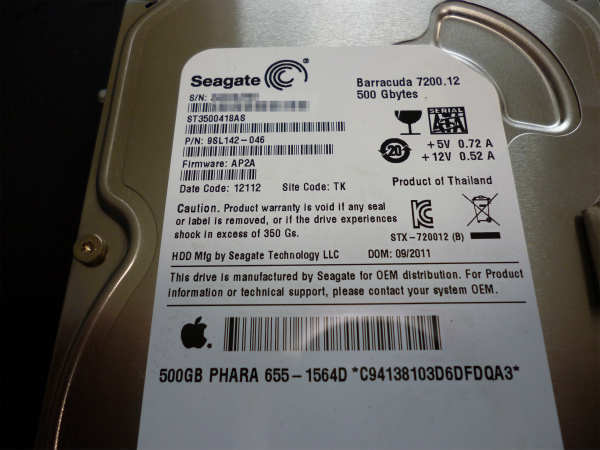 Seagate
Barracuda 7200.12
500 Gbytes
S/N:
ST3500418AS
P/N: 9SL142-046
Firmware: AP2A
Date Code: 12112 Site Code: TK
SERIAL
ATA
20
+5V 0.72 A
+12V 0.52 A
Product of Thailand
Caution. Product warranty is void if any seal
or label is removed, or if the drive experiences
shock in excess of 350 Gs.
STX-720012 (B)
HDD Mfg by Seagate Technology LLC DOM: 09/2011
This drive is manufactured by Seagate for OEM distribution. For Product
Information or technical support, please contact your system OEM.
500GB PHARA 655-1564D *C94138103D6DFDQA3*